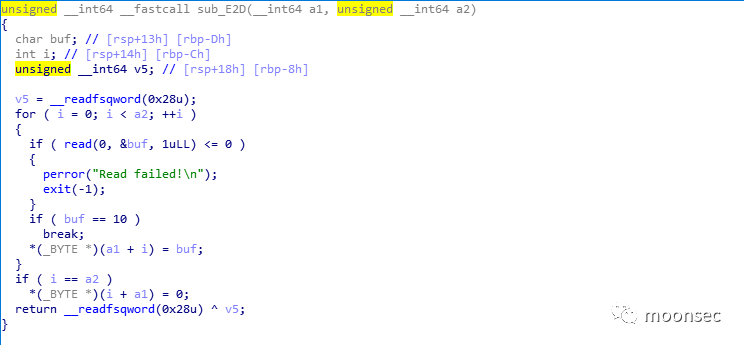 unsigned __int64 __fastcall sub_E2D(__int64 a1, unsigned __int64 a2)
{
  char buf; // [rsp+13h] [rbp-Dh]
  int i; // [rsp+14h] [rbp-Ch]
  unsigned __int64 v5; // [rsp+18h] [rbp-8h]

  v5 = __readfsqword(0x28u);
  for ( i = 0; i < a2; ++i )
  {
    if ( read(0, &buf, 1uLL) <= 0 )
    {
      perror("Read failed!\n");
      exit(-1);
    }
    if ( buf == 10 )
      break;
    *(_BYTE *)(a1 + i) = buf;
  }
  if ( i == a2 )
    *(_BYTE *)(i + a1) = 0;
  return __readfsqword(0x28u) ^ v5;
}
moonsec